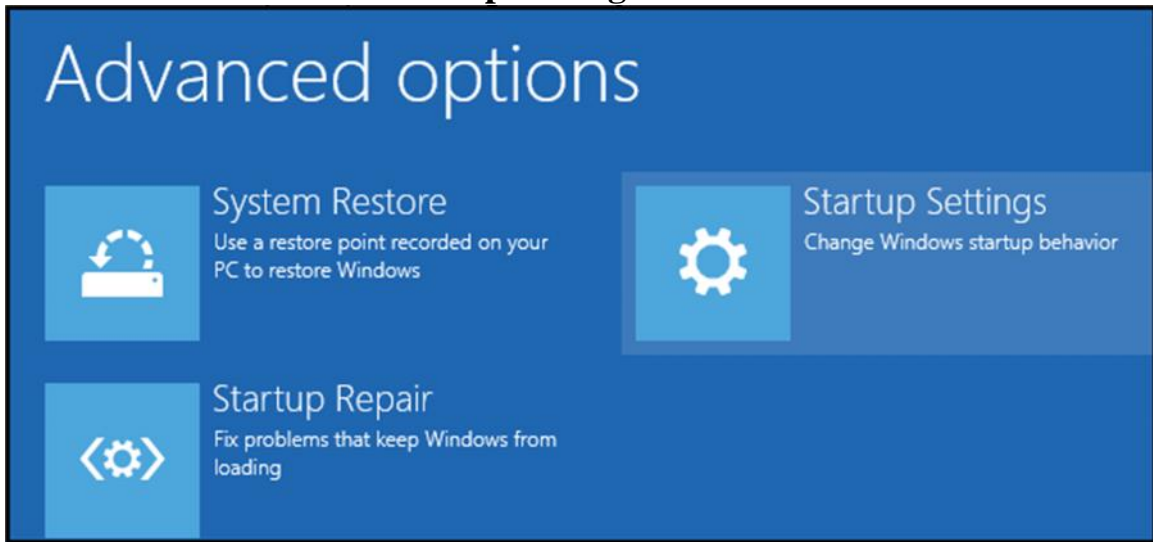 Advanced options
System Restore
Use a restore point recorded on your
PC to restore Windows
Startup Settings
Change Windows startup behavior
Startup Repair
Fix problems that keep Windows from
loading